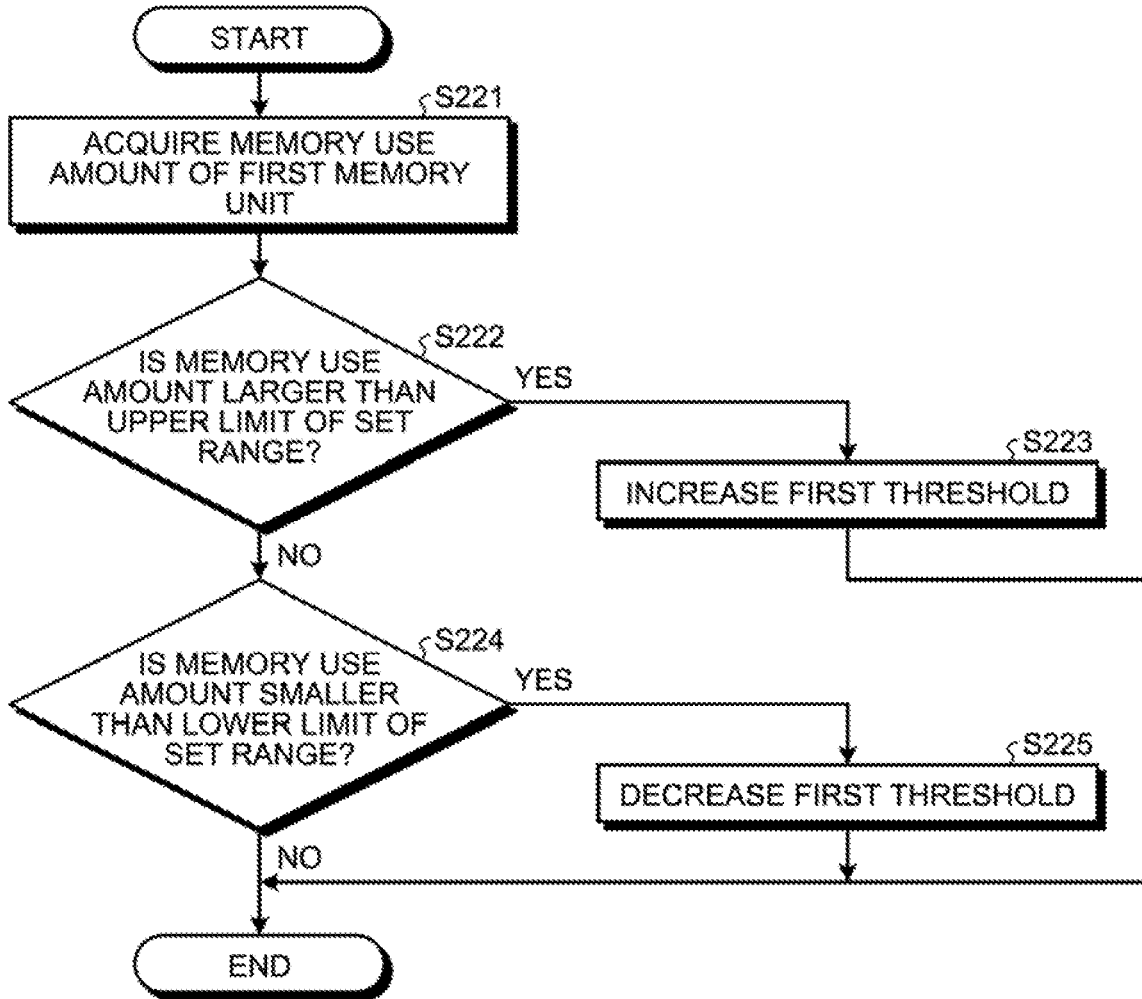 START
S221
ACQUIRE MEMORY USE
AMOUNT OF FIRST MEMORY
UNIT
S222
IS MEMORY USE
AMOUNT LARGER THAN
UPPER LIMIT OF SET
RANGE?
YES
S223
INCREASE FIRST THRESHOLD
NO
S224
IS MEMORY USE
AMOUNT SMALLER
THAN LOWER LIMIT OF
SET RANGE?
YES
S225
DECREASE FIRST THRESHOLD
NO
END